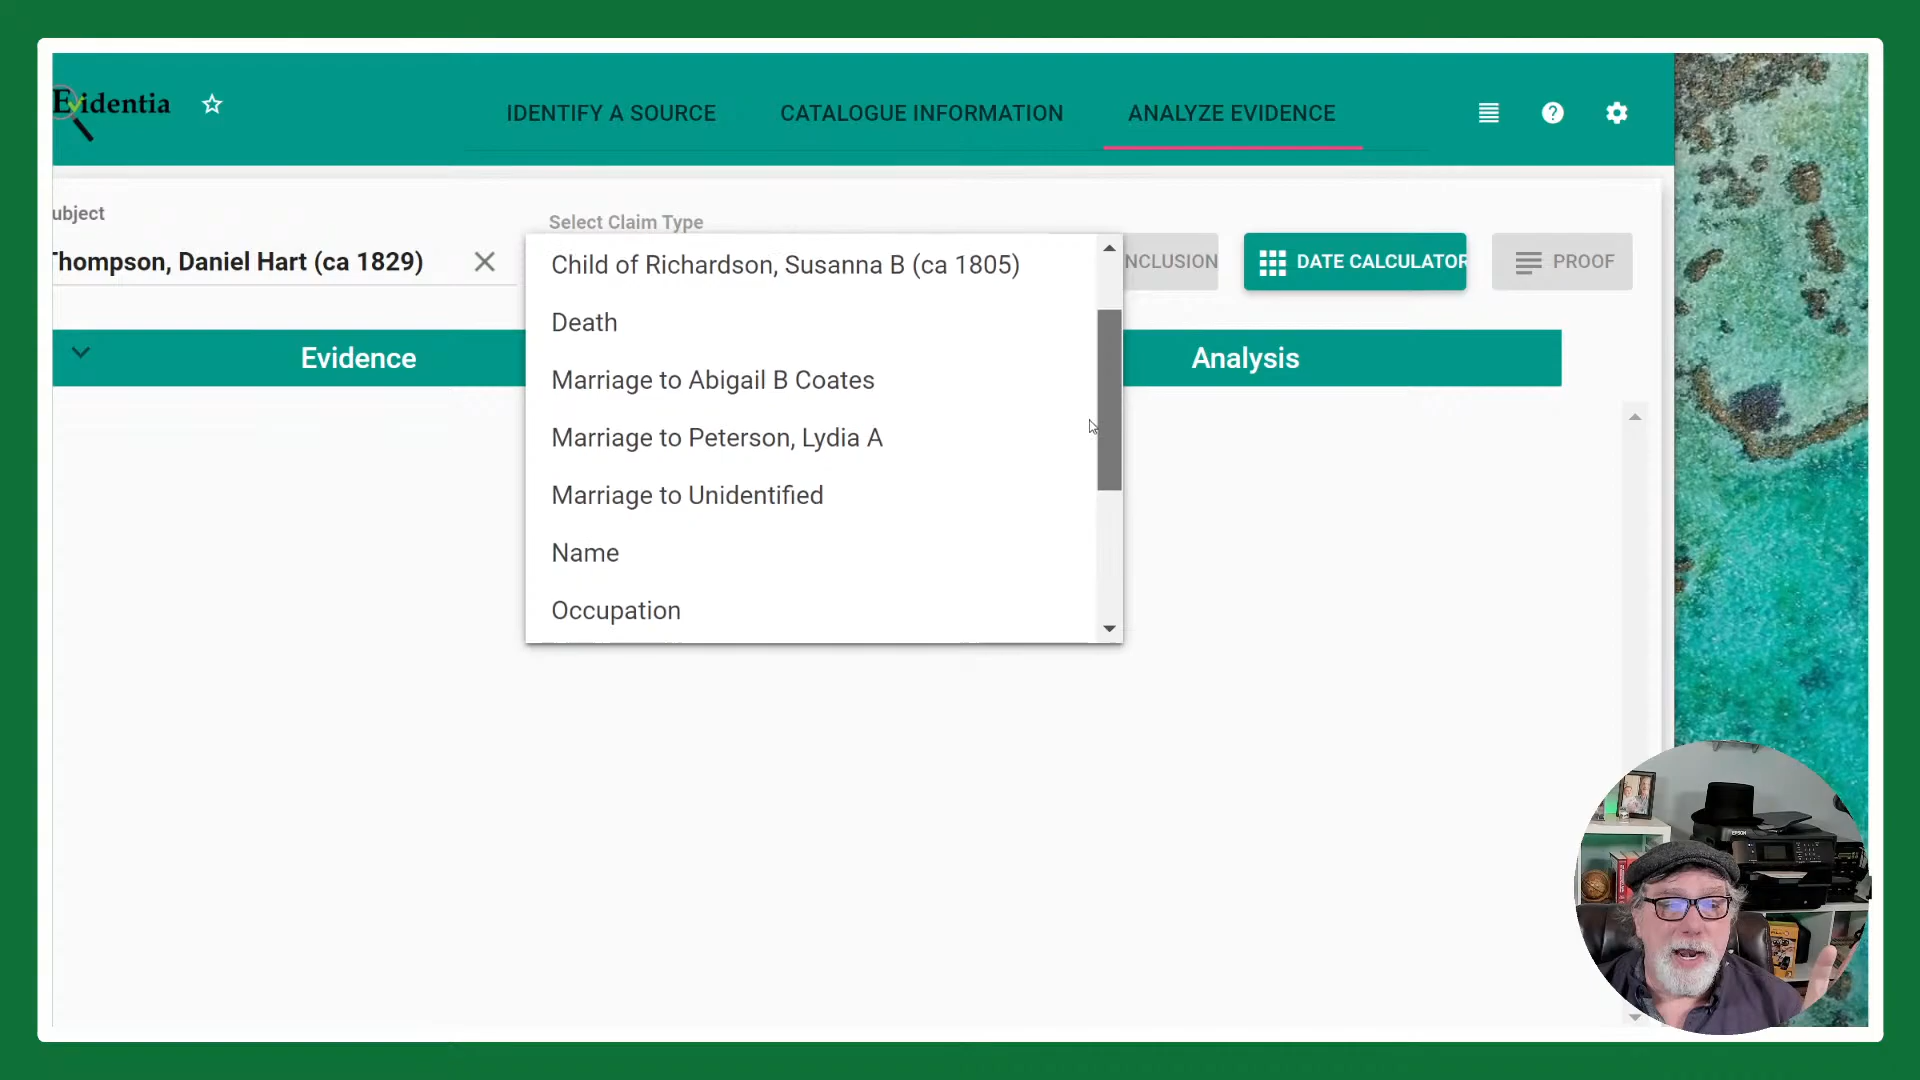 Evidentia
IDENTIFY A SOURCE
CATALOGUE INFORMATION
ANALYZE EVIDENCE
ubject
Thompson, Daniel Hart (ca 1829)
Select Claim Type
Child of Richardson, Susanna B (ca 1805)
Death
Marriage to Abigail B Coates
Marriage to Peterson, Lydia A
Marriage to Unidentified
Name
Occupation
NCLUSION
DATE CALCULATOR
PROOF
Evidence
Analysis
EPSON